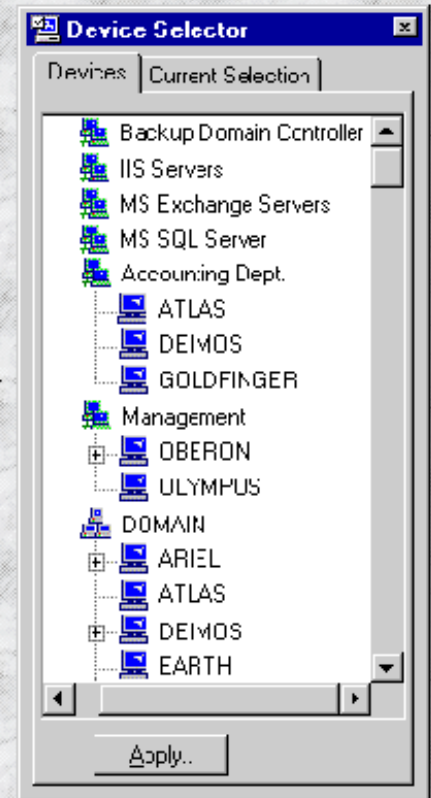 Device Selector
Devices
Current Selection
Backup Domain Controller
IIS Servers
MS Exchange Servers
MS SQL Server
Accounting Dept.
ATLAS
DEIMOS
GOLDFINGER
Management
OBERON
OLYMPUS
DOMAIN
ARIEL
ATLAS
DEIMOS
EARTH
Apply..